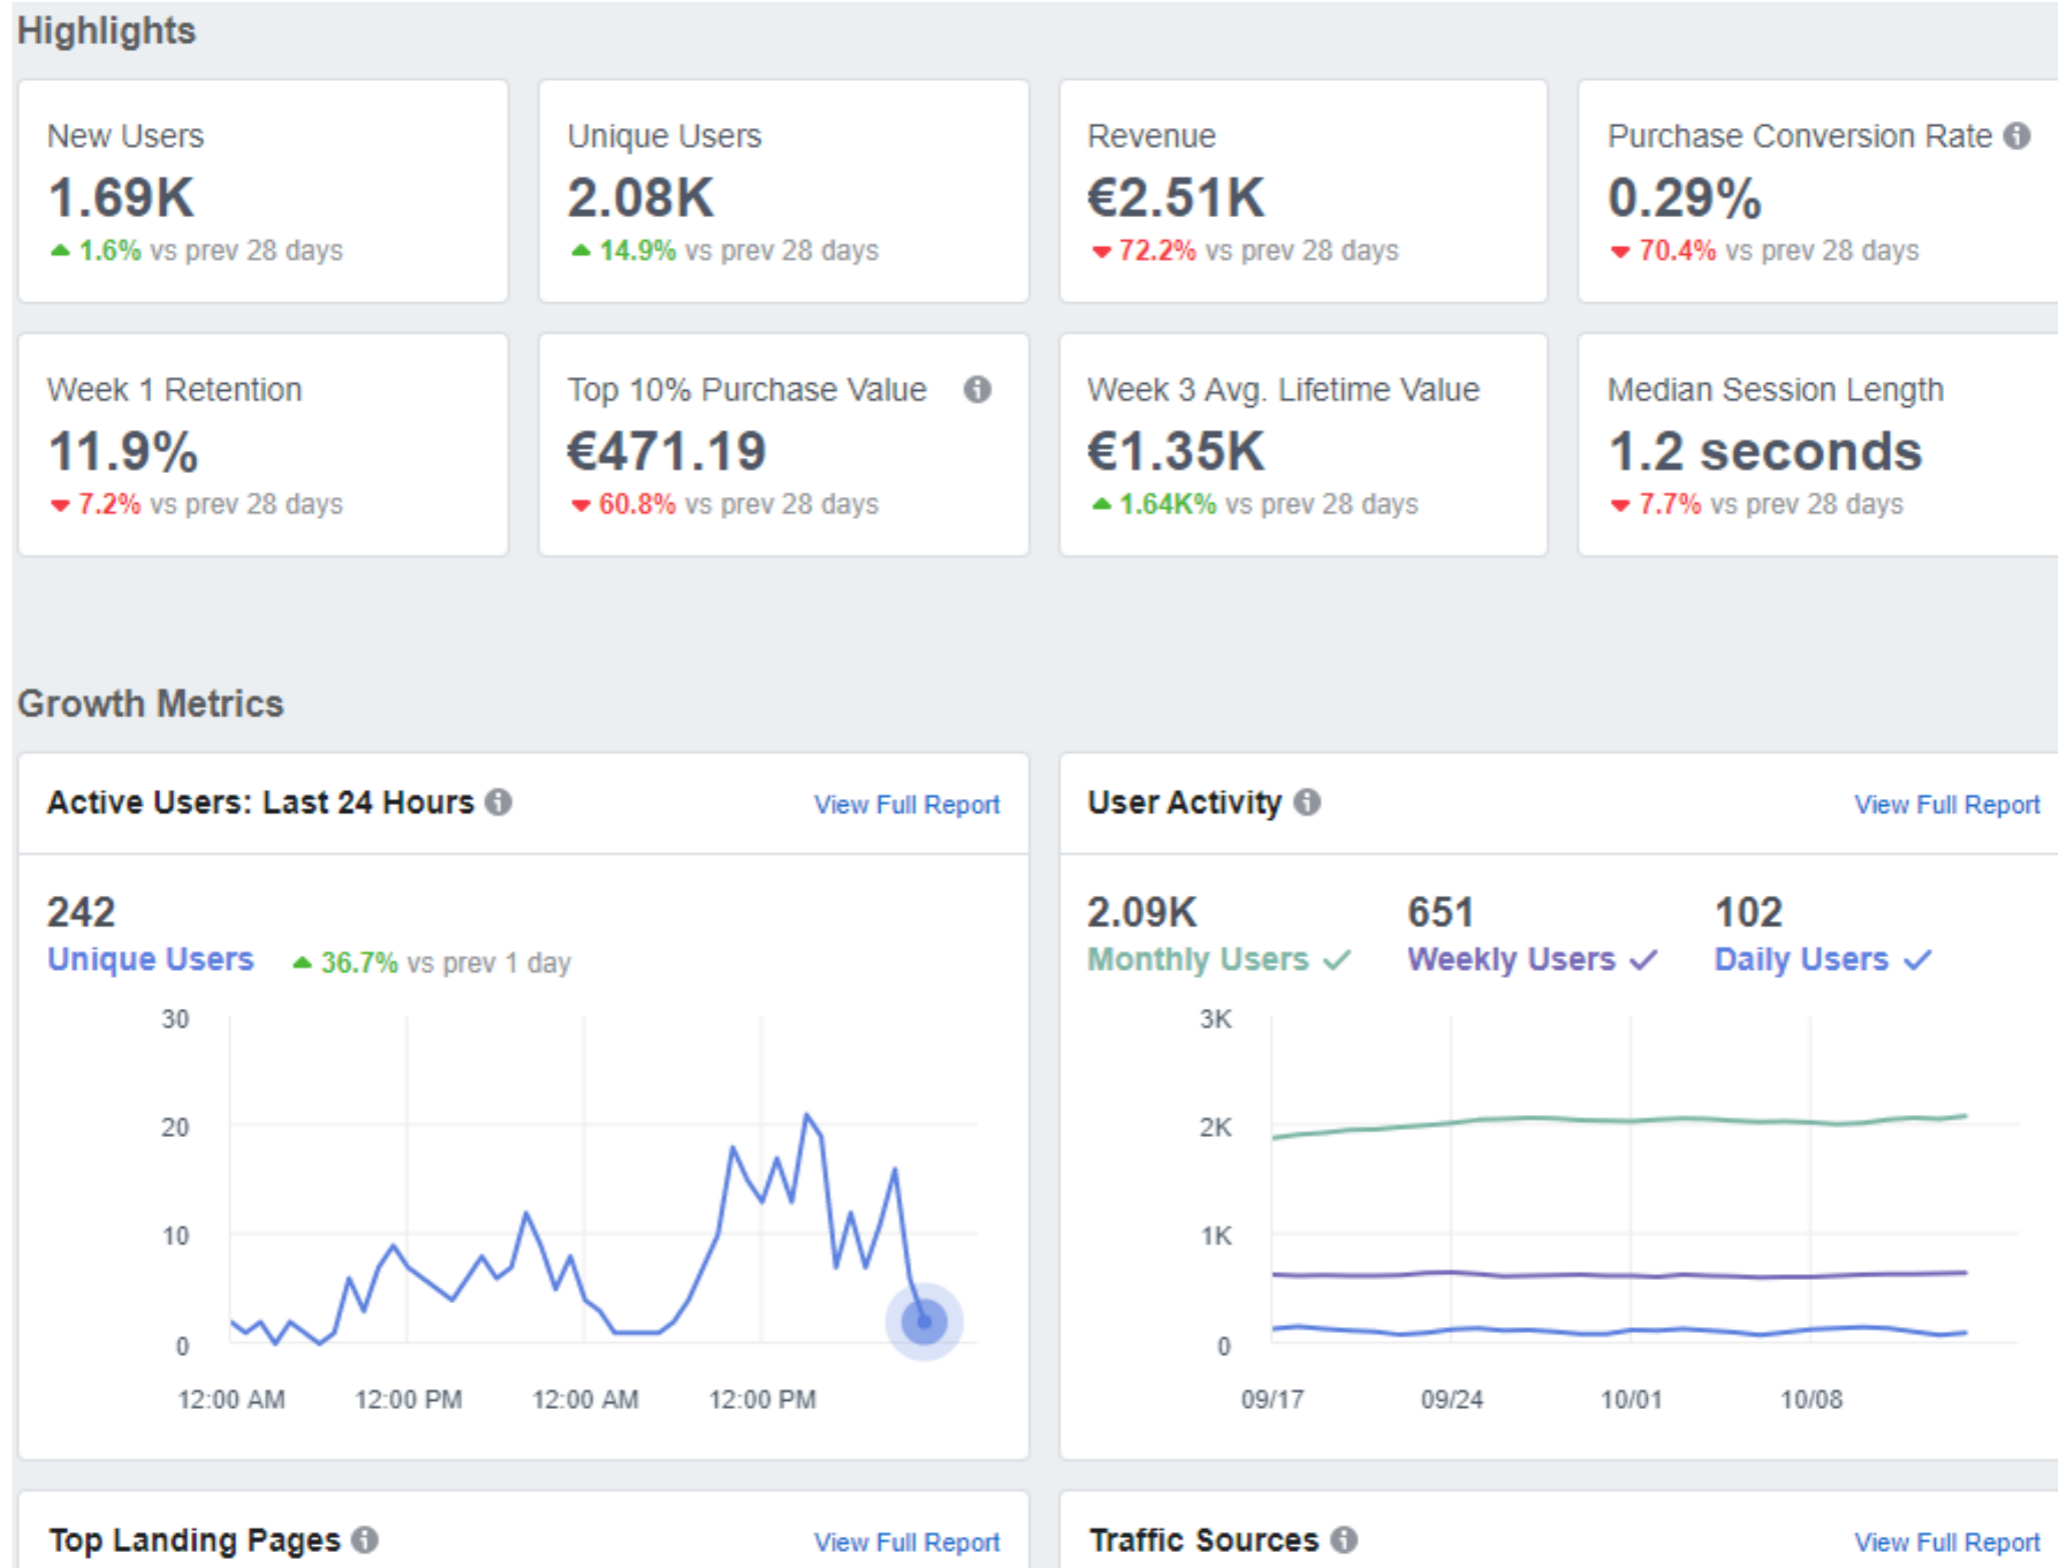 Highlights
New Users
1.69K
1.6% vs prev 28 days
Unique Users
2.08K
14.9% vs prev 28 days
Revenue
€2.51K
72.2% vs prev 28 days
Purchase Conversion Rate
0.29%
70.4% vs prev 28 days
Week 1 Retention
11.9%
7.2% vs prev 28 days
Top 10% Purchase Value
€471.19
60.8% vs prev 28 days
Week 3 Avg. Lifetime Value
€1.35K
1.64K% vs prev 28 days
Median Session Length
1.2 seconds
7.7% vs prev 28 days
Growth Metrics
Active Users: Last 24 Hours
View Full Report
242
Unique Users
36.7% vs prev 1 day
30
20
10
0
12:00 AM 12:00 PM 12:00 AM 12:00 PM
User Activity
View Full Report
2.09K 651 102
Monthly Users Weekly Users Daily Users
3K
2K
1K
0
09/17 09/24 10/01 10/08
Top Landing Pages
View Full Report
Traffic Sources
View Full Report